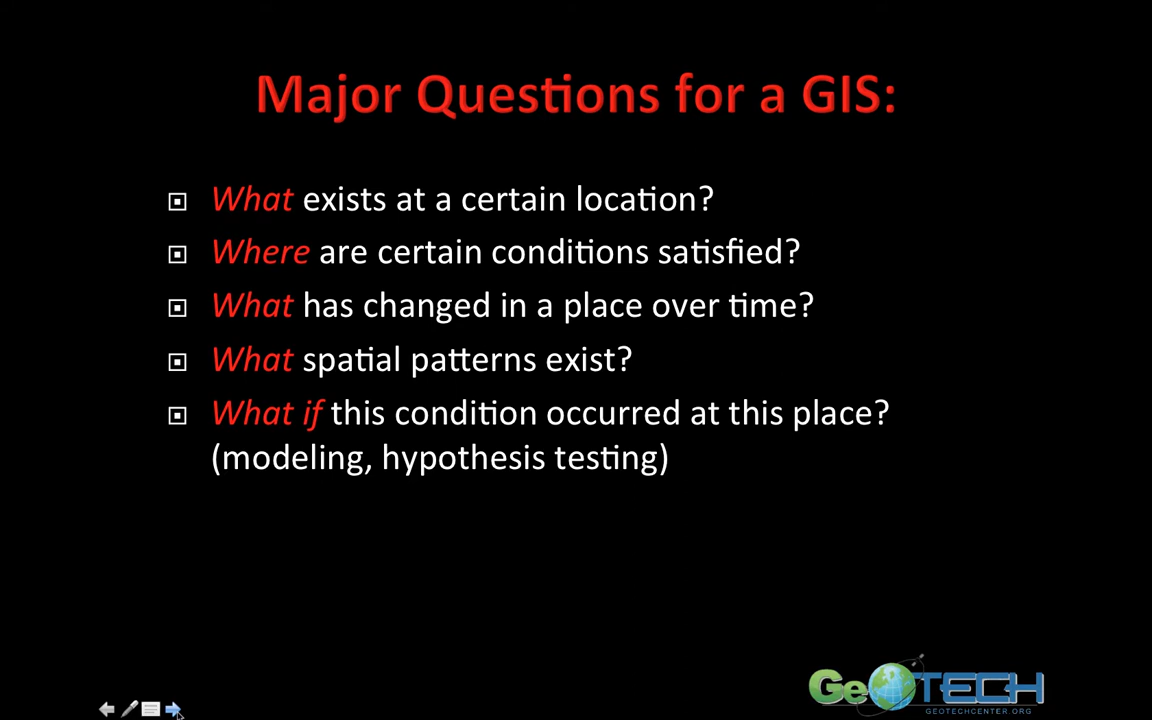 Major Questions for a GIS:
What exists at a certain location?
Where are certain conditions satisfied?
What has changed in a place over time?
What spatial patterns exist?
What if this condition occurred at this place?
(modeling, hypothesis testing)
GeoTECH
GEOTECHCENTER.ORG